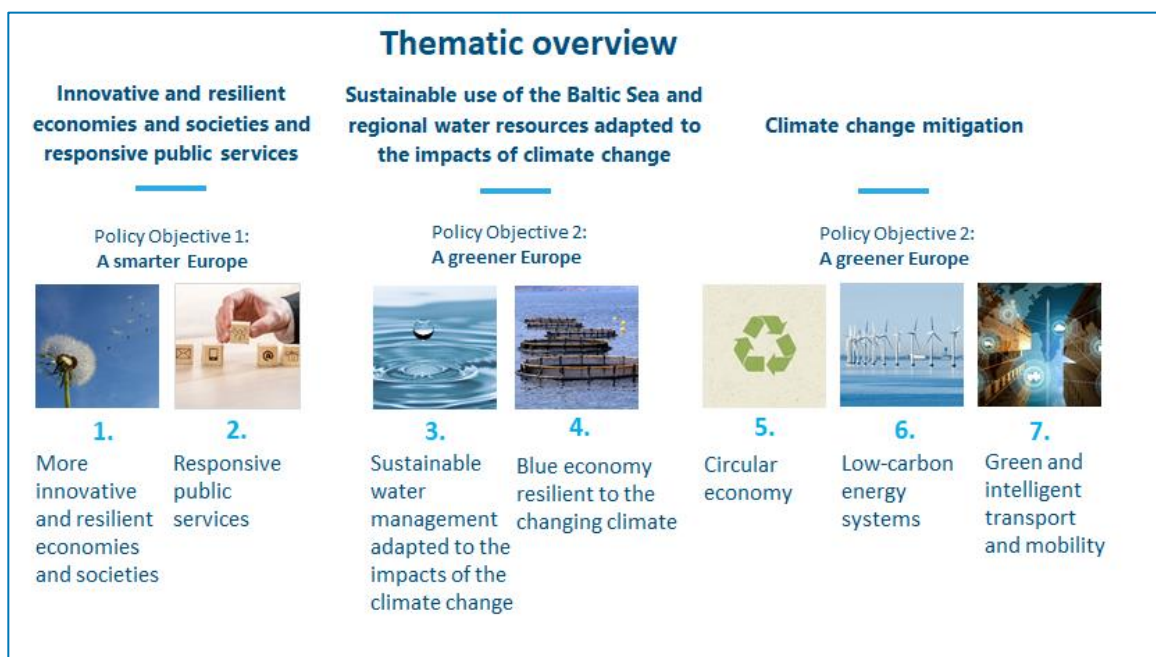 Thematic overview
Innovative and resilient
economies and societies and
responsive public services
Sustainable use of the Baltic Sea and
regional water resources adapted to
the impacts of climate change
Climate change mitigation
Policy Objective 1:
A smarter Europe
Policy Objective 2:
A greener Europe
Policy Objective 2:
A greener Europe
@
1.
More
innovative
and resilient
economies
and societies
2.
Responsive
public
services
3.
Sustainable
water
management
adapted to the
impacts of the
climate change
4.
Blue economy
resilient to the
changing climate
5.
Circular
economy
6.
Low-carbon
energy
systems
7.
Green and
intelligent
transport
and mobility